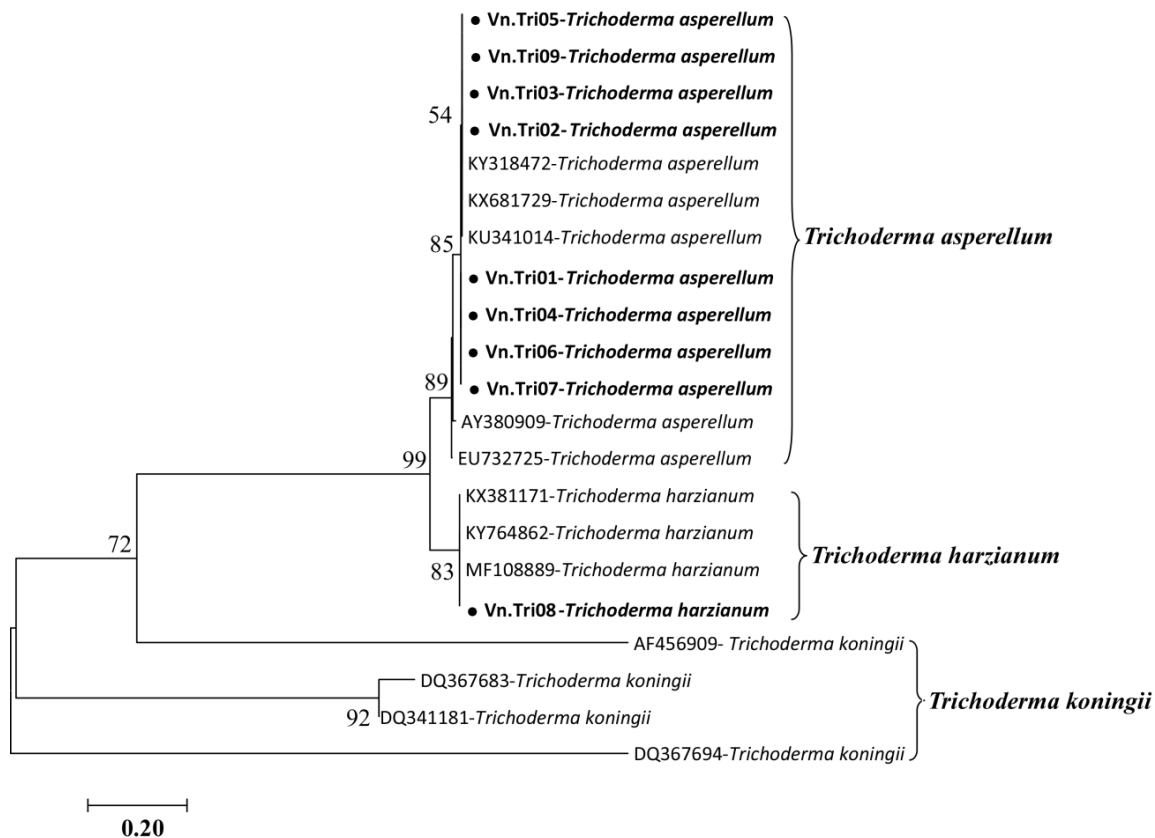 ● Vn.Tri05-Trichoderma asperellum
● Vn.Tri09-Trichoderma asperellum
● Vn.Tri03-Trichoderma asperellum
54
● Vn.Tri02-Trichoderma asperellum
KY318472-Trichoderma asperellum
KX681729-Trichoderma asperellum
85
KU341014-Trichoderma asperellum
Trichoderma asperellum
● Vn.Tri01-Trichoderma asperellum
● Vn.Tri04-Trichoderma asperellum
● Vn.Tri06-Trichoderma asperellum
89
● Vn.Tri07-Trichoderma asperellum
AY380909-Trichoderma asperellum
99
EU732725-Trichoderma asperellum
KX381171-Trichoderma harzianum
72
KY764862-Trichoderma harzianum
Trichoderma harzianum
83
MF108889-Trichoderma harzianum
● Vn.Tri08-Trichoderma harzianum
AF456909- Trichoderma koningii
DQ367683-Trichoderma koningii
Trichoderma koningii
92
DQ341181-Trichoderma koningii
DQ367694-Trichoderma koningii
0.20